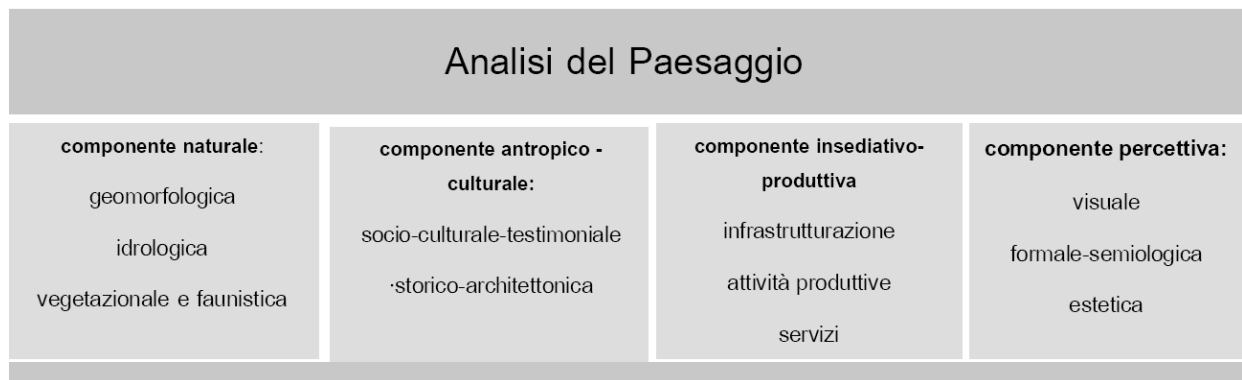 Analisi del Paesaggio
componente naturale:
geomorfologica
idrologica
vegetazionale e faunistica
componente antropico -
culturale:
socio-culturale-testimoniale
·storico-architettonica
componente insediativo-
produttiva
infrastrutturazione
attività produttive
servizi
componente percettiva:
visuale
formale-semiologica
estetica